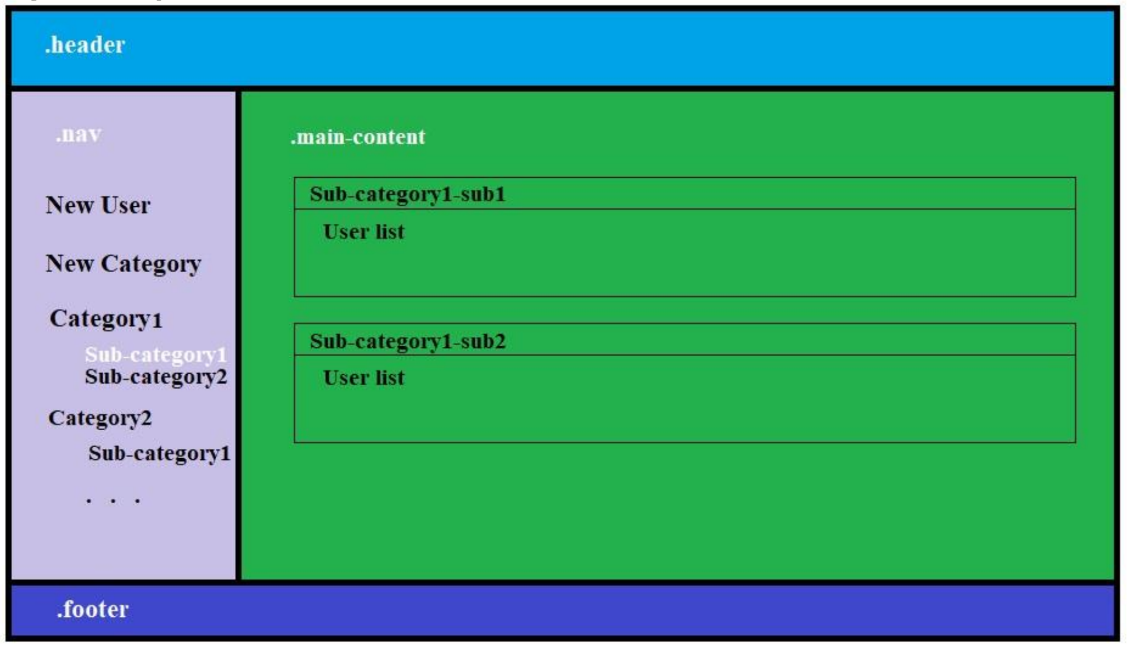 .header
.nav
New User
New Category
Category1
Sub-category1
Sub-category2
Category2
Sub-category1
. . .
.main-content
Sub-category1-sub1
User list
Sub-category1-sub2
User list
.footer